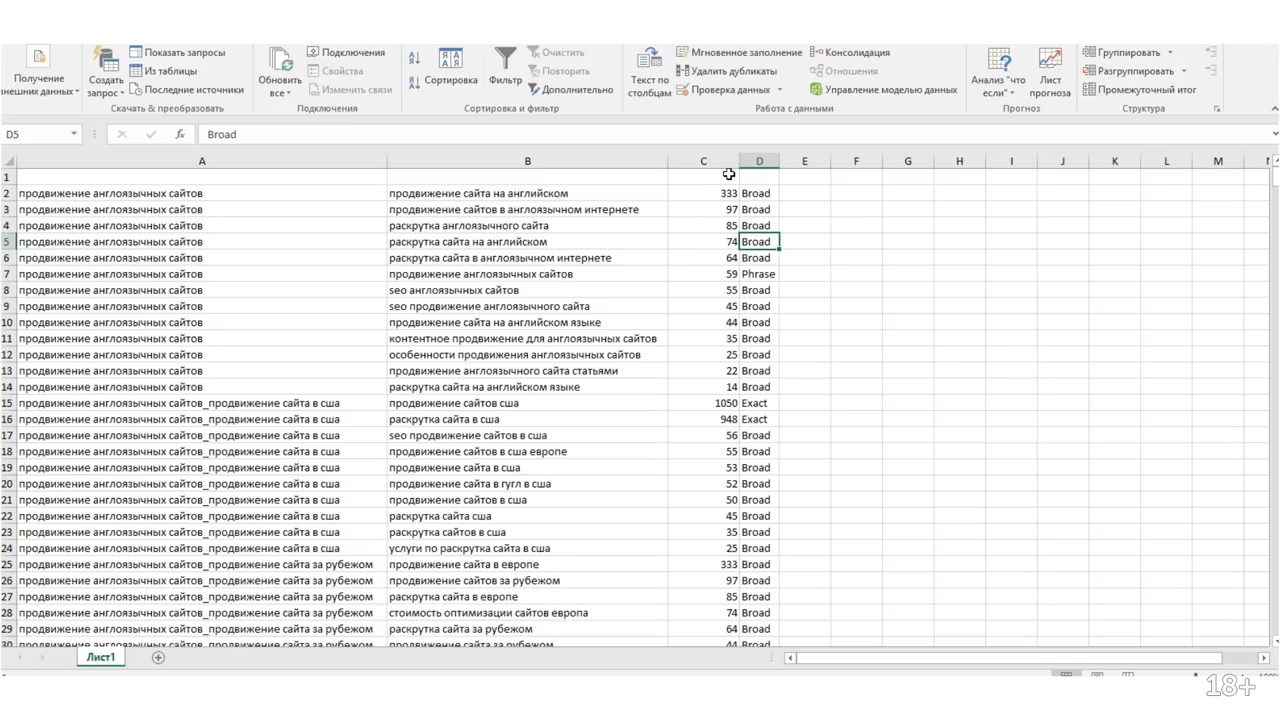 Показать запросы
Подключения
Очистить
Мгновенное заполнение
Консолидация
Группировать
Получение
внешних данных
Создать
запрос
Из таблицы
Последние источники
Обновить
все
Свойства
Изменить связи
Сортировка
Фильтр
Повторить
Дополнительно
Текст по
столбцам
Удалить дубликаты
Проверка данных
Отношения
Управление моделью данных
Анализ "что
если"
Лист
прогноза
Разгруппировать
Промежуточный итог
Скачать & преобразовать
Подключения
Сортировка и фильтр
Работа с данными
Прогноз
Структура
D5 fx Broad
A B C D E F G H I J K L M
1
2 продвижение англоязычных сайтов продвижение сайта на английском 333 Broad
3 продвижение англоязычных сайтов продвижение сайтов в англоязычном интернете 97 Broad
4 продвижение англоязычных сайтов раскрутка англоязычного сайта 85 Broad
5 продвижение англоязычных сайтов раскрутка сайта на английском 74 Broad
6 продвижение англоязычных сайтов раскрутка сайта в англоязычном интернете 64 Broad
7 продвижение англоязычных сайтов продвижение англоязычных сайтов 59 Phrase
8 продвижение англоязычных сайтов seo англоязычных сайтов 55 Broad
9 продвижение англоязычных сайтов seo продвижение англоязычного сайта 45 Broad
10 продвижение англоязычных сайтов продвижение сайта на английском языке 44 Broad
11 продвижение англоязычных сайтов контентное продвижение для англоязычных сайтов 35 Broad
12 продвижение англоязычных сайтов особенности продвижения англоязычных сайтов 25 Broad
13 продвижение англоязычных сайтов продвижение англоязычного сайта статьями 22 Broad
14 продвижение англоязычных сайтов раскрутка сайта на английском языке 14 Broad
15 продвижение англоязычных сайтов_продвижение сайта в сша продвижение сайтов сша 1050 Exact
16 продвижение англоязычных сайтов_продвижение сайта в сша раскрутка сайта в сша 948 Exact
17 продвижение англоязычных сайтов_продвижение сайта в сша seo продвижение сайтов в сша 56 Broad
18 продвижение англоязычных сайтов_продвижение сайта в сша продвижение сайтов в сша европе 55 Broad
19 продвижение англоязычных сайтов_продвижение сайта в сша продвижение сайта в сша 53 Broad
20 продвижение англоязычных сайтов_продвижение сайта в сша продвижение сайта в гугл в сша 52 Broad
21 продвижение англоязычных сайтов_продвижение сайта в сша продвижение сайтов в сша 50 Broad
22 продвижение англоязычных сайтов_продвижение сайта в сша раскрутка сайта сша 45 Broad
23 продвижение англоязычных сайтов_продвижение сайта в сша раскрутка сайтов в сша 35 Broad
24 продвижение англоязычных сайтов_продвижение сайта в сша услуги по раскрутка сайта в сша 25 Broad
25 продвижение англоязычных сайтов_продвижение сайта за рубежом продвижение сайта в европе 333 Broad
26 продвижение англоязычных сайтов_продвижение сайта за рубежом продвижение сайтов за рубежом 97 Broad
27 продвижение англоязычных сайтов_продвижение сайта за рубежом раскрутка сайта в европе 85 Broad
28 продвижение англоязычных сайтов_продвижение сайта за рубежом стоимость оптимизации сайтов европа 74 Broad
29 продвижение англоязычных сайтов_продвижение сайта за рубежом раскрутка сайта за рубежом 64 Broad
30 продвижение англоязычных сайтов_продвижение сайта за рубежом продвижение сайта за рубежом 44 Broad
Лист1
18+